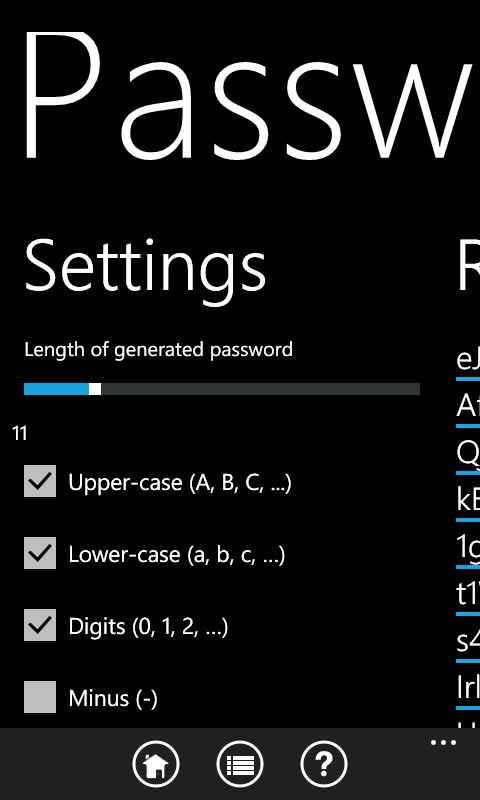 Passw
Settings
Length of generated password
11
Upper-case (A, B, C, ...)
Lower-case (a, b, c, ...)
Digits (0, 1, 2, ...)
Minus (-)
eJ
Af
Q
kE
1g
t1
s4
Irl
?